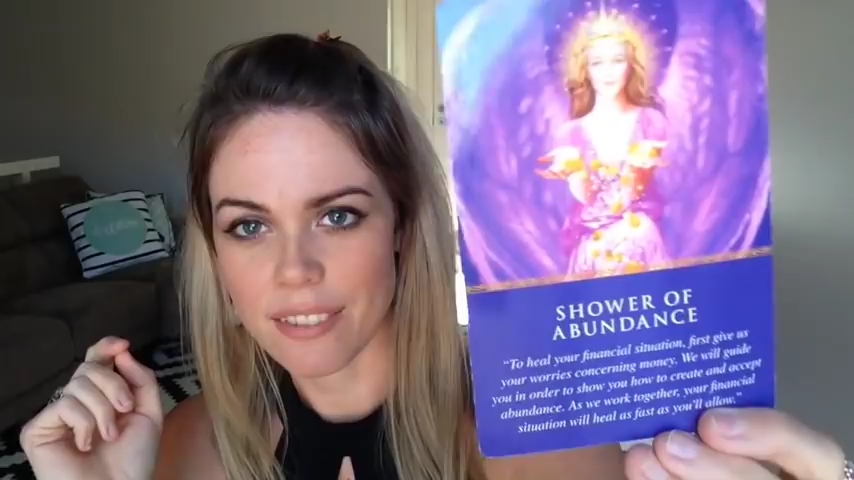 SHOWER OF
ABUNDANCE
"To heal your financial situation, first give us
your worries concerning money. We will guide
you in order to show you how to create and accept
abundance. As we work together, your financial
situation will heal as fast as you'll allow."